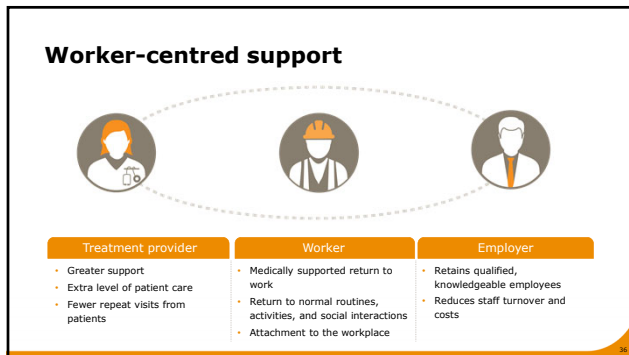 Worker-centred support
Treatment provider
• Greater support
• Extra level of patient care
• Fewer repeat visits from
patients
Worker
• Medically supported return to
work
• Return to normal routines,
activities, and social interactions
• Attachment to the workplace
Employer
• Retains qualified,
knowledgeable employees
• Reduces staff turnover and
costs
36